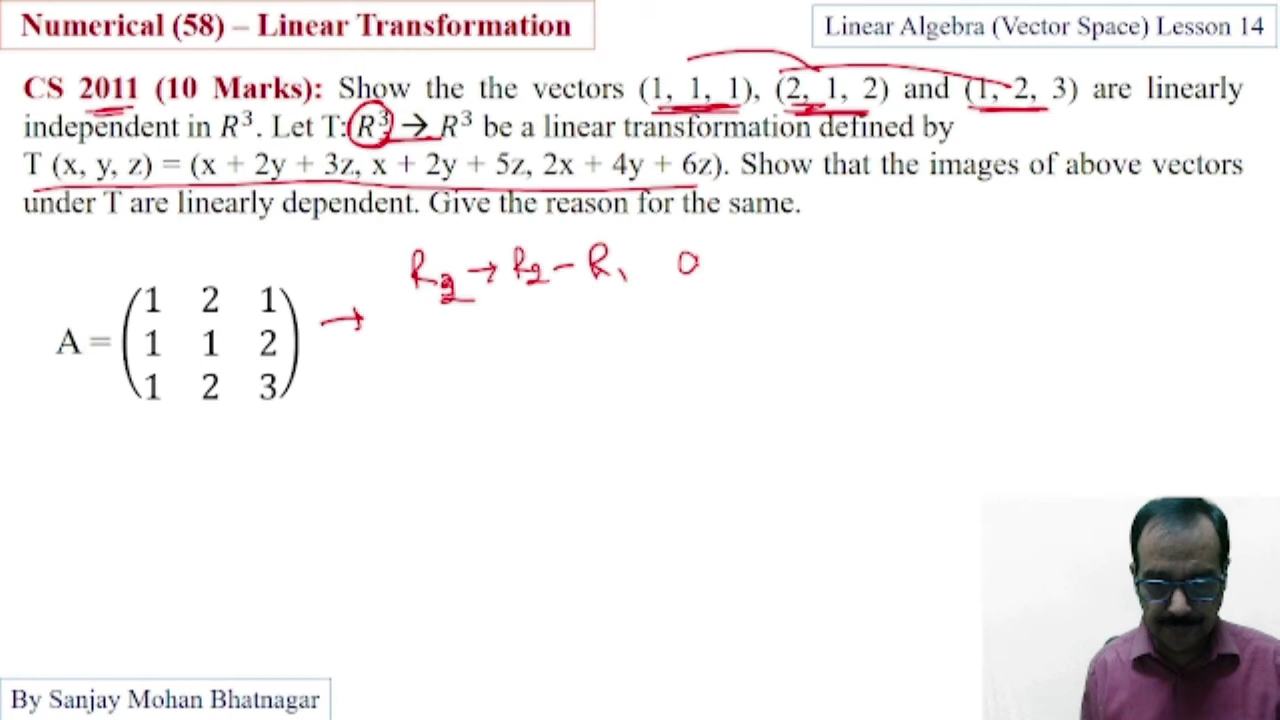 Numerical (58) – Linear Transformation
Linear Algebra (Vector Space) Lesson 14
CS 2011 (10 Marks): Show the the vectors (1, 1, 1), (2, 1, 2) and (1, 2, 3) are linearly
independent in R³. Let T: R³ → R³ be a linear transformation defined by
T (x, y, z) = (x + 2y + 3z, x + 2y + 5z, 2x + 4y + 6z). Show that the images of above vectors
under T are linearly dependent. Give the reason for the same.
R₂ → R₂ – R₁ 0
A = (1 2 1
1 1 2
1 2 3) →
By Sanjay Mohan Bhatnagar